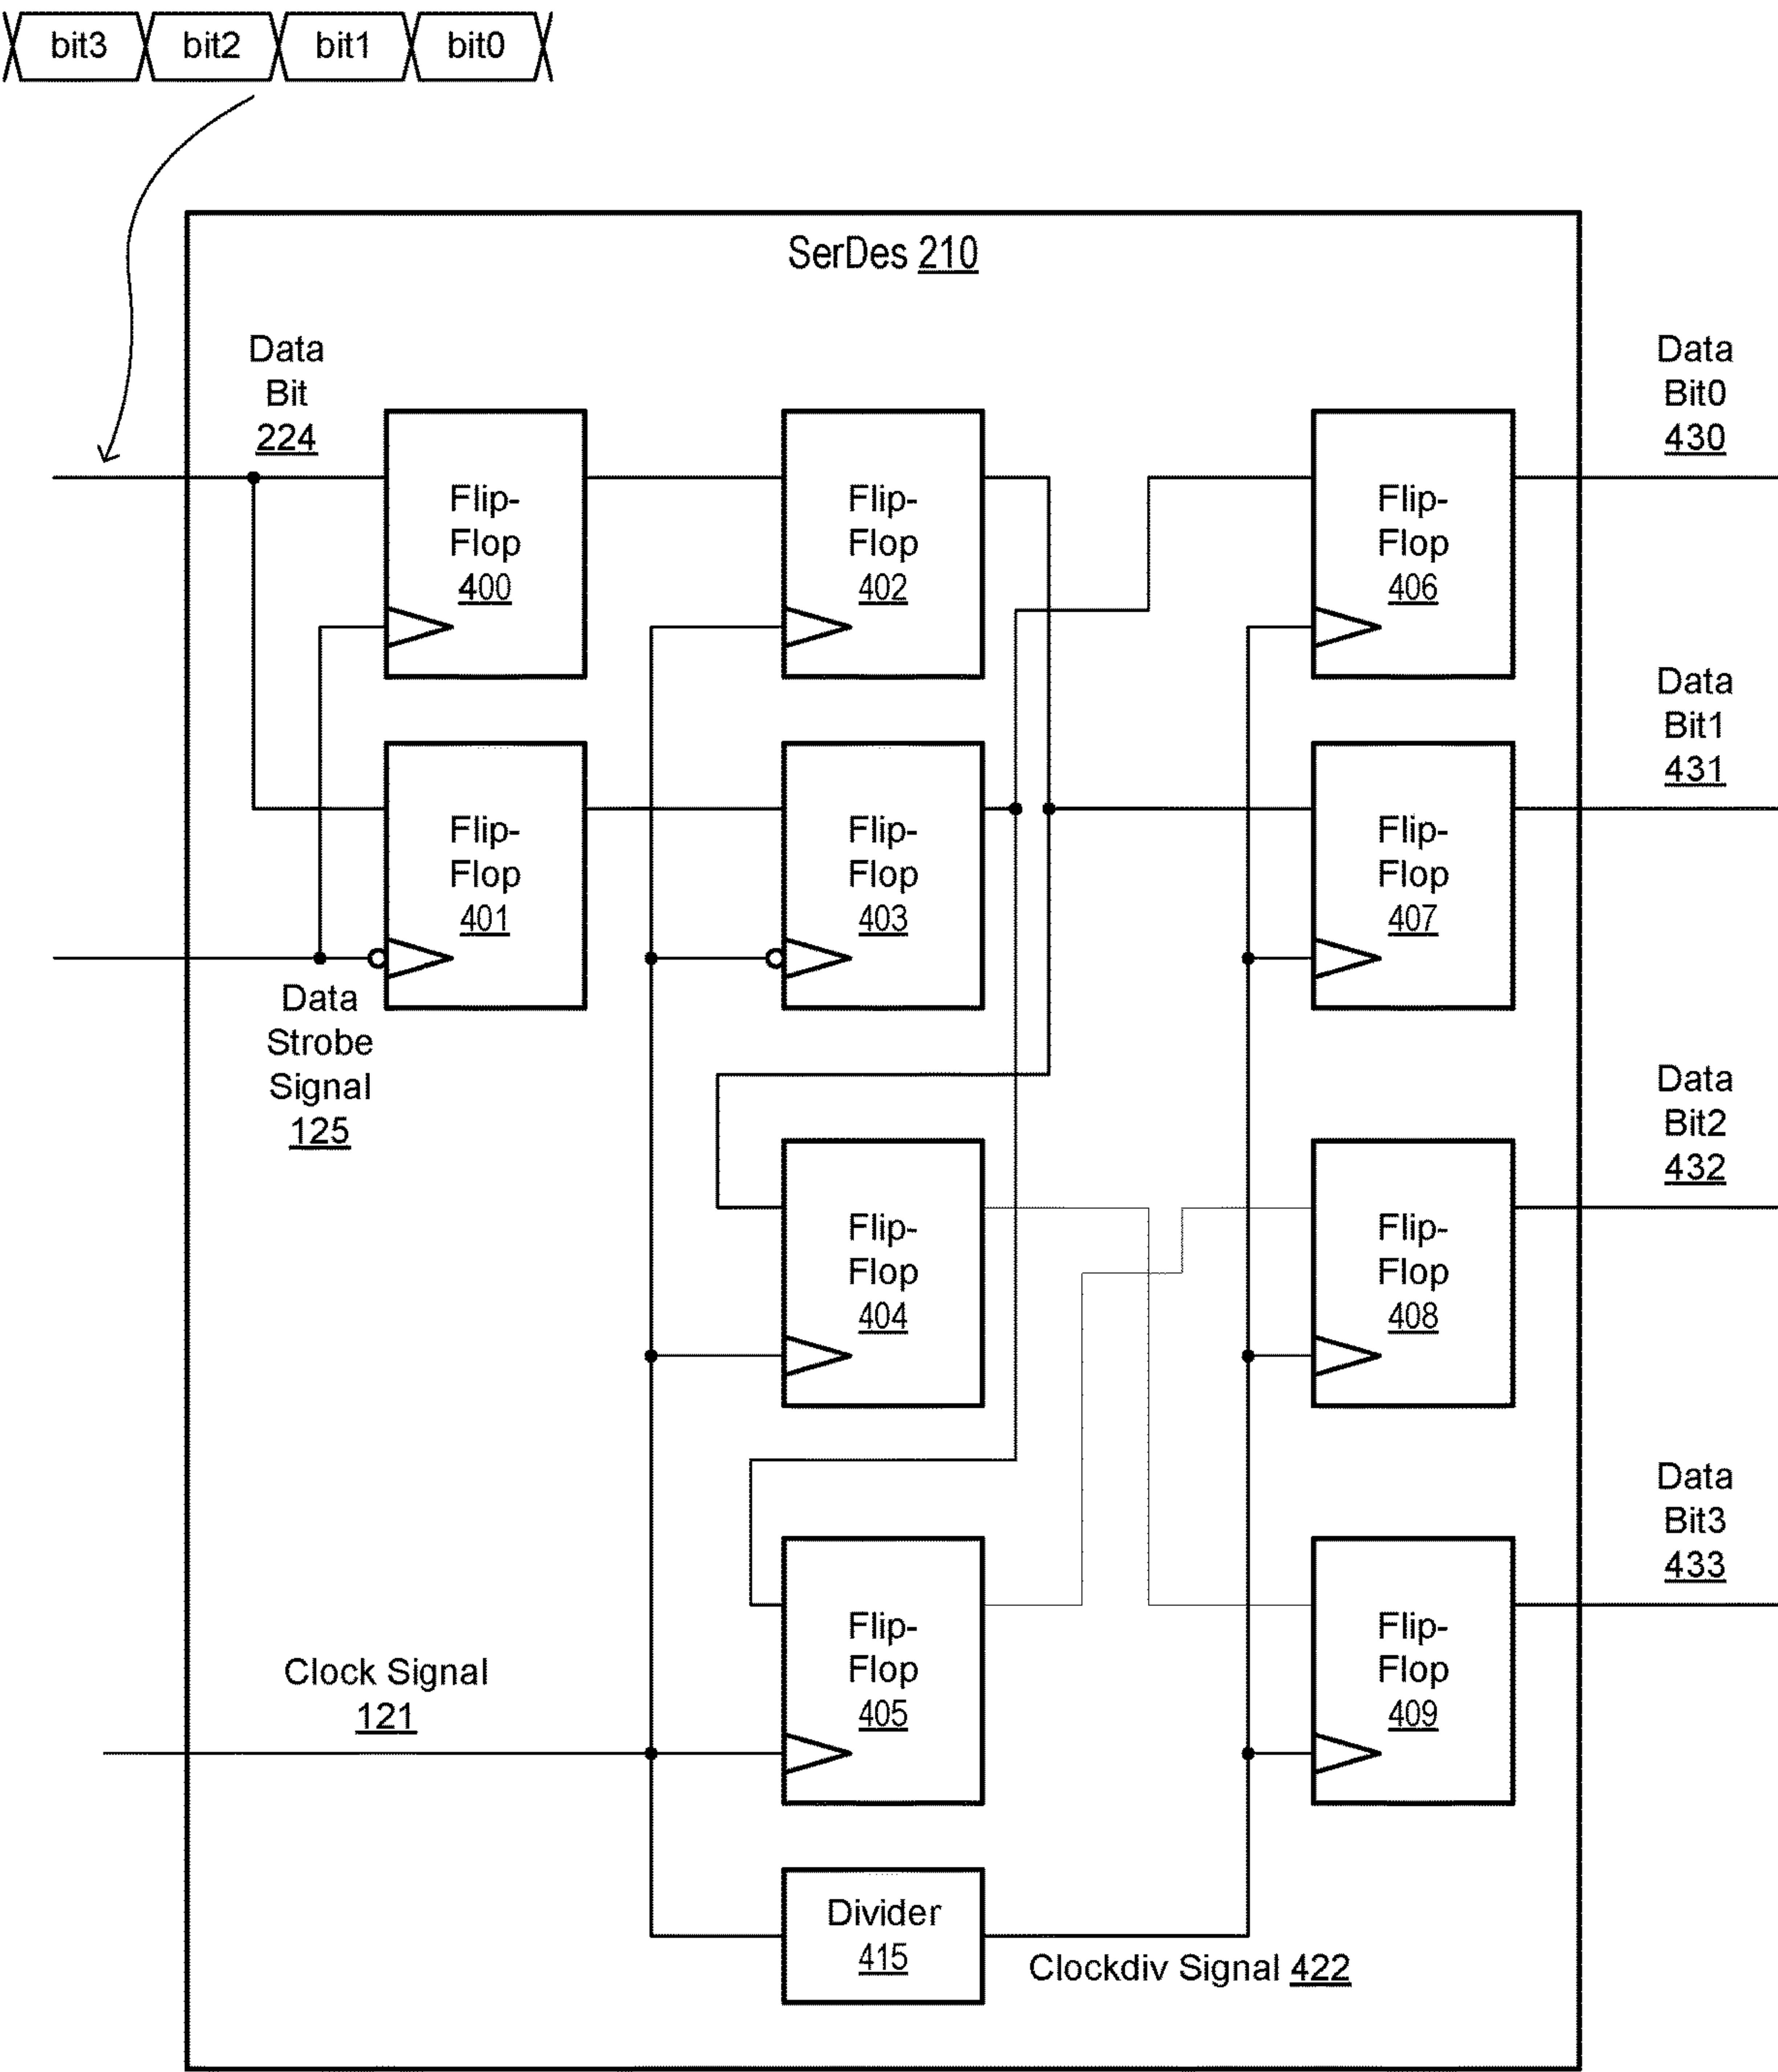 bit3 bit2 bit1 bit0
SerDes 210
Data
Bit
224
Data
Bit0
430
Flip-
Flop
400
Flip-
Flop
402
Flip-
Flop
406
Data
Bit1
431
Flip-
Flop
401
Flip-
Flop
403
Flip-
Flop
407
Data
Strobe
Signal
125
Data
Bit2
432
Flip-
Flop
404
Flip-
Flop
408
Data
Bit3
433
Flip-
Flop
405
Flip-
Flop
409
Clock Signal
121
Divider
415
Clockdiv Signal 422